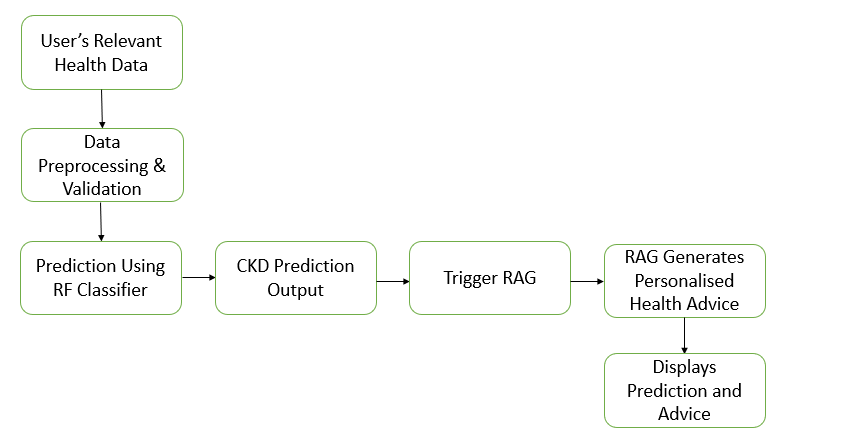 User’s Relevant
Health Data
Data
Preprocessing &
Validation
Prediction Using
RF Classifier
CKD Prediction
Output
Trigger RAG
RAG Generates
Personalised
Health Advice
Displays
Prediction and
Advice